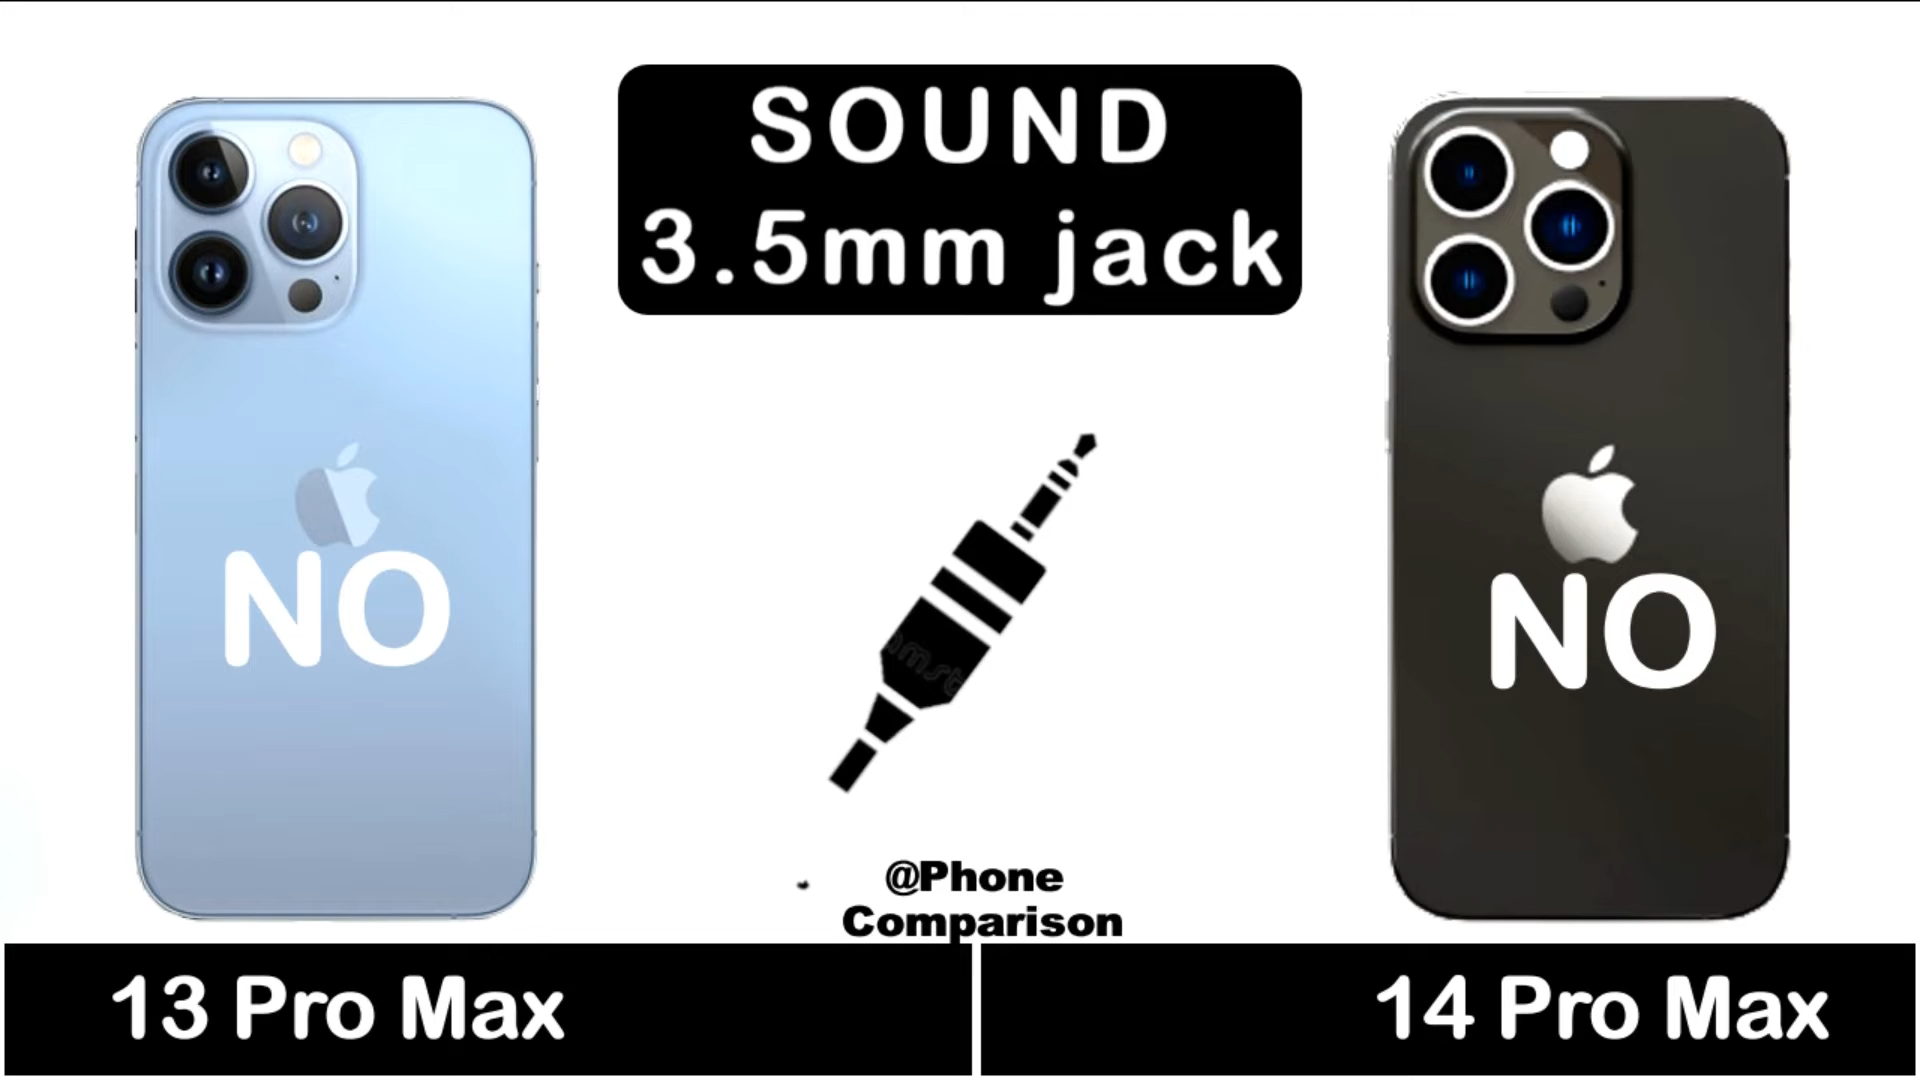 SOUND
3.5mm jack
NO
NO
@Phone
Comparison
13 Pro Max
14 Pro Max